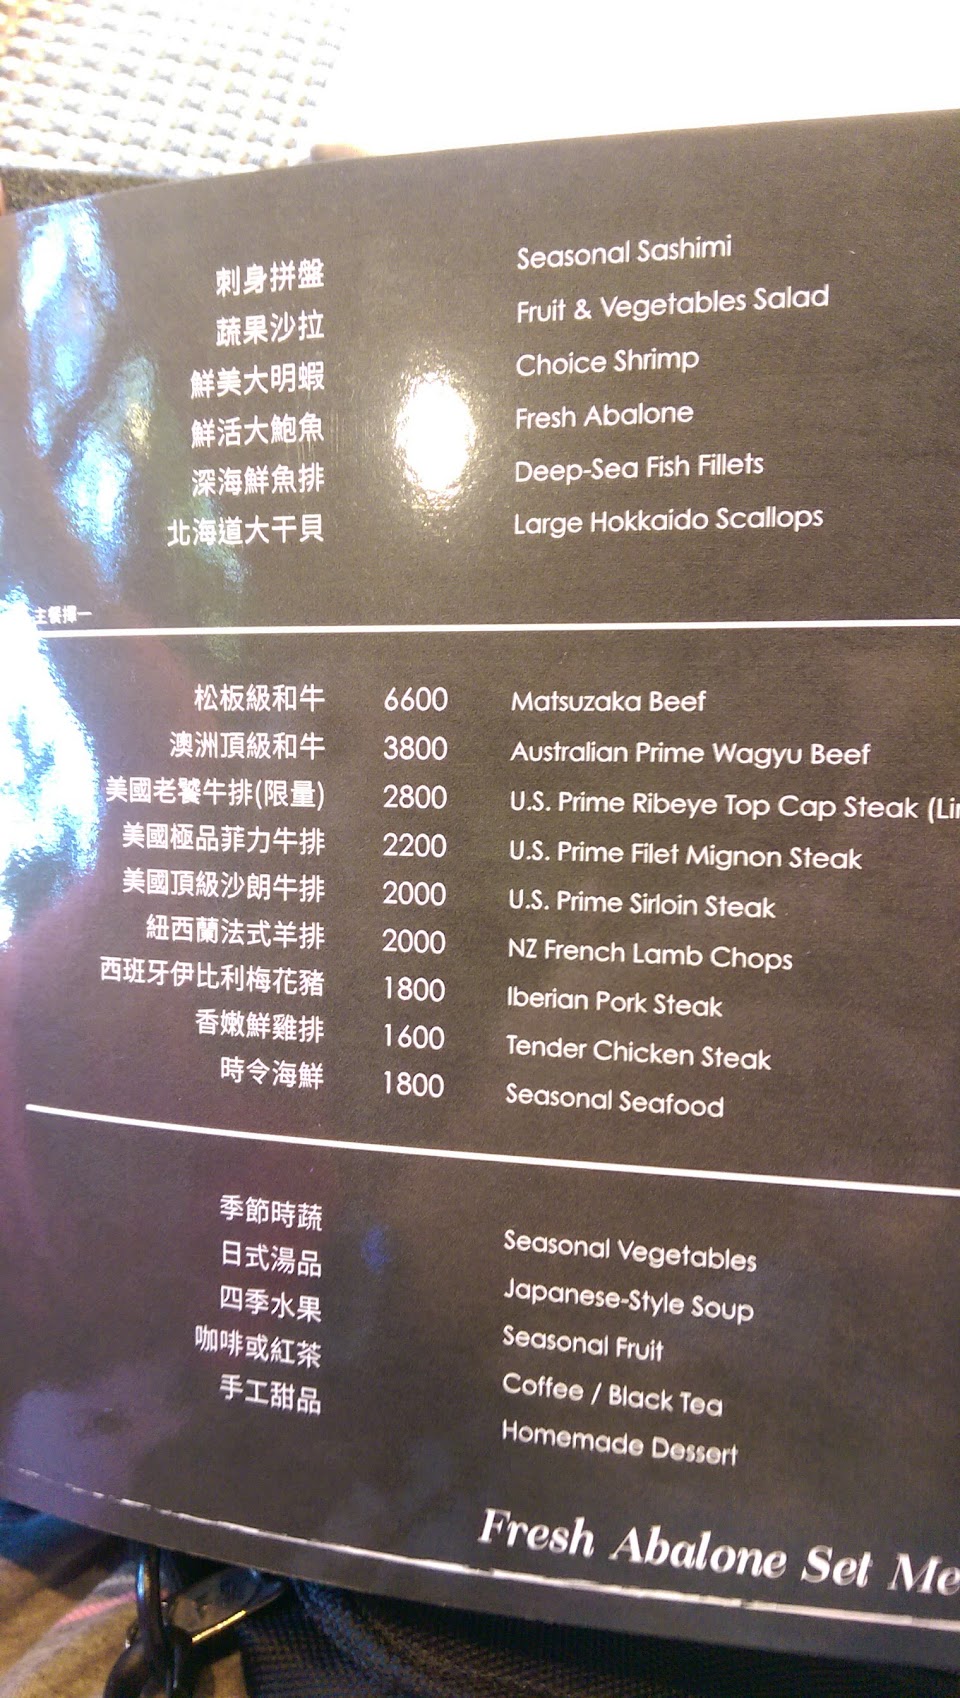 刺身拼盤 Seasonal Sashimi
蔬果沙拉 Fruit & Vegetables Salad
鮮美大明蝦 Choice Shrimp
鮮活大鮑魚 Fresh Abalone
深海鮮魚排 Deep-Sea Fish Fillets
北海道大干貝 Large Hokkaido Scallops
主餐擇一
松板級和牛 6600 Matsuzaka Beef
澳洲頂級和牛 3800 Australian Prime Wagyu Beef
美國老饕牛排(限量) 2800 U.S. Prime Ribeye Top Cap Steak
美國極品菲力牛排 2200 U.S. Prime Filet Mignon Steak
美國頂級沙朗牛排 2000 U.S. Prime Sirloin Steak
紐西蘭法式羊排 2000 NZ French Lamb Chops
西班牙伊比利梅花豬 1800 Iberian Pork Steak
香嫩鮮雞排 1600 Tender Chicken Steak
時令海鮮 1800 Seasonal Seafood
季節時蔬 Seasonal Vegetables
日式湯品 Japanese-Style Soup
四季水果 Seasonal Fruit
咖啡或紅茶 Coffee / Black Tea
手工甜品 Homemade Dessert
Fresh Abalone Set